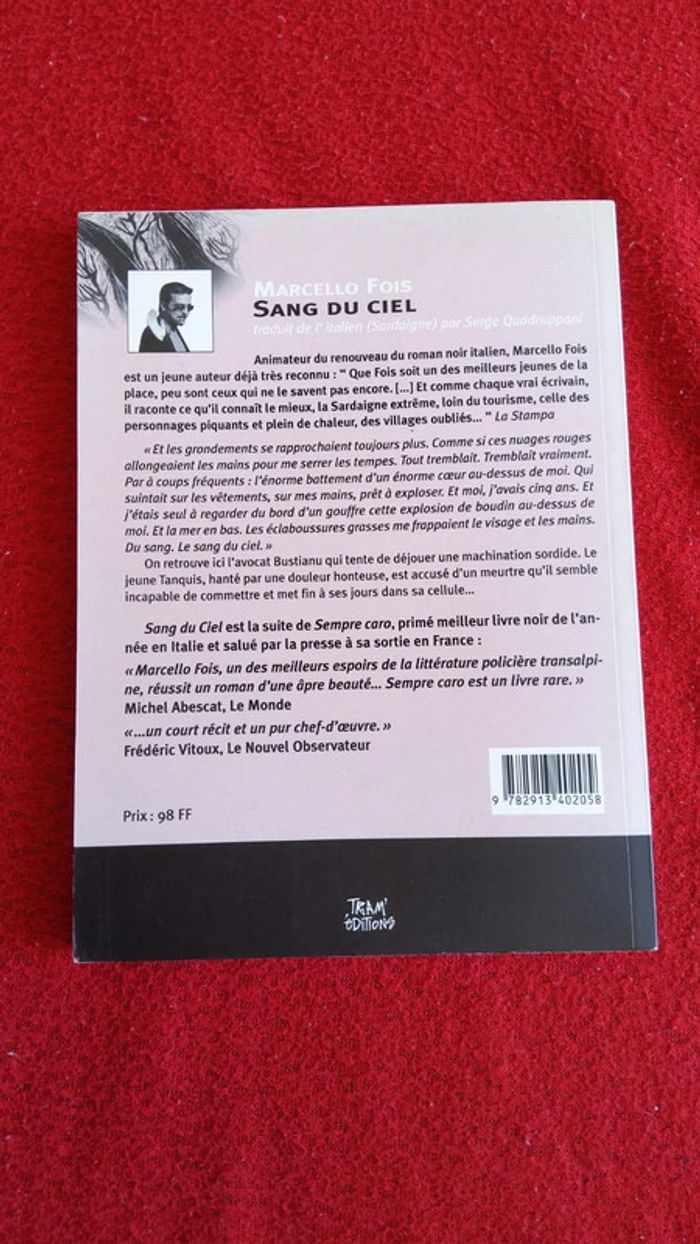 MARCELLO FOIS
SANG DU CIEL
traduit de l'italien (Sardaigne) par Serge Quadruppani
Animateur du renouveau du roman noir italien, Marcello Fois
est un jeune auteur déjà très reconnu : “ Que Fois soit un des meilleurs jeunes de la
place, peu sont ceux qui ne le savent pas encore. [...] Et comme chaque vrai écrivain,
il raconte ce qu'il connaît le mieux, la Sardaigne extrême, loin du tourisme, celle des
personnages piquants et plein de chaleur, des villages oubliés... ” La Stampa
« Et les grondements se rapprochaient toujours plus. Comme si ces nuages rouges
allongeaient les mains pour me serrer les tempes. Tout tremblait. Tremblait vraiment.
Par à coups fréquents : l'énorme battement d'un énorme cœur au-dessus de moi. Qui
suintait sur les vêtements, sur mes mains, prêt à exploser. Et moi, j'avais cinq ans. Et
j'étais seul à regarder du bord d'un gouffre cette explosion de boudin au-dessus de
moi. Et la mer en bas. Les éclaboussures grasses me frappaient le visage et les mains.
Du sang. Le sang du ciel. »
On retrouve ici l'avocat Bustianu qui tente de déjouer une machination sordide. Le
jeune Tanquis, hanté par une douleur honteuse, est accusé d'un meurtre qu'il semble
incapable de commettre et met fin à ses jours dans sa cellule...
Sang du Ciel est la suite de Sempre caro, primé meilleur livre noir de l'an-
née en Italie et salué par la presse à sa sortie en France :
« Marcello Fois, un des meilleurs espoirs de la littérature policière transalpi-
ne, réussit un roman d'une âpre beauté... Sempre caro est un livre rare. »
Michel Abescat, Le Monde
« ...un court récit et un pur chef-d'œuvre. »
Frédéric Vitoux, Le Nouvel Observateur
9 782913 402058
Prix : 98 FF
TRAM'
ÉDITIONS